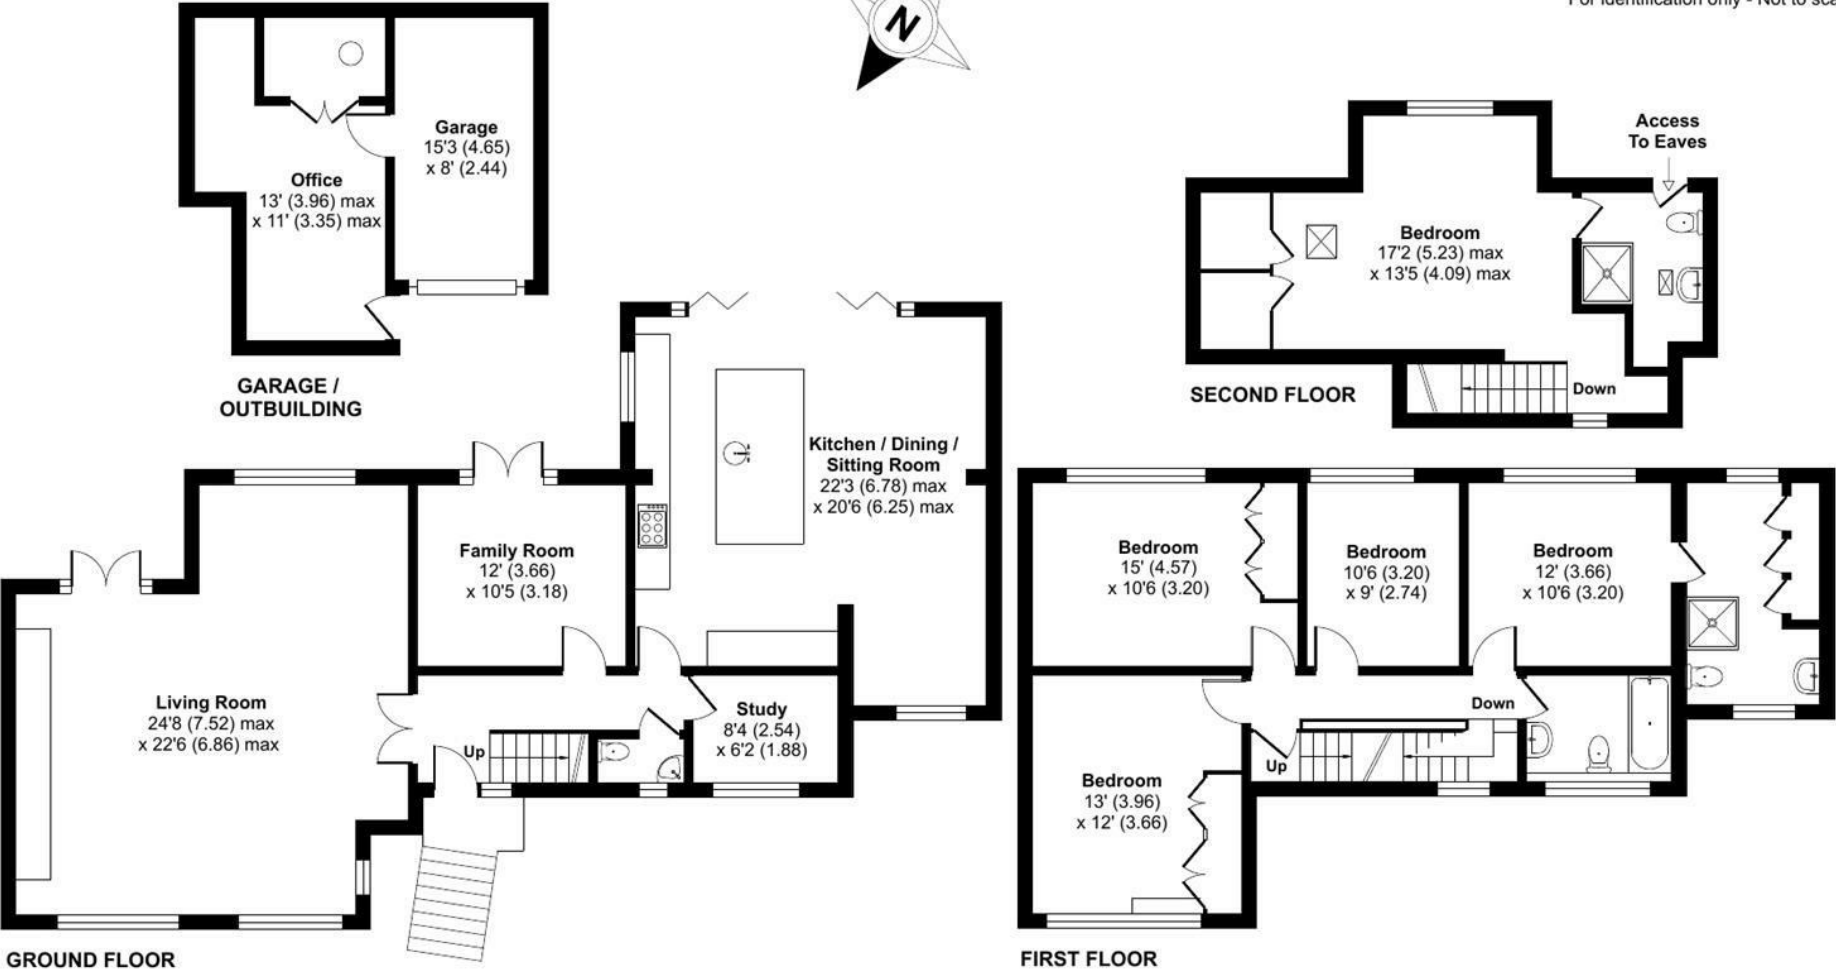 For identification only - Not to sca
N
Garage
15'3 (4.65)
x 8' (2.44)
Office
13' (3.96) max
x 11' (3.35) max
GARAGE /
OUTBUILDING
Access
To Eaves
Bedroom
17'2 (5.23) max
x 13'5 (4.09) max
Down
SECOND FLOOR
Kitchen / Dining /
Sitting Room
22'3 (6.78) max
x 20'6 (6.25) max
Family Room
12' (3.66)
x 10'5 (3.18)
Living Room
24'8 (7.52) max
x 22'6 (6.86) max
Up
Study
8'4 (2.54)
x 6'2 (1.88)
GROUND FLOOR
Bedroom
15' (4.57)
x 10'6 (3.20)
Bedroom
10'6 (3.20)
x 9' (2.74)
Bedroom
12' (3.66)
x 10'6 (3.20)
Down
Up
Bedroom
13' (3.96)
x 12' (3.66)
FIRST FLOOR